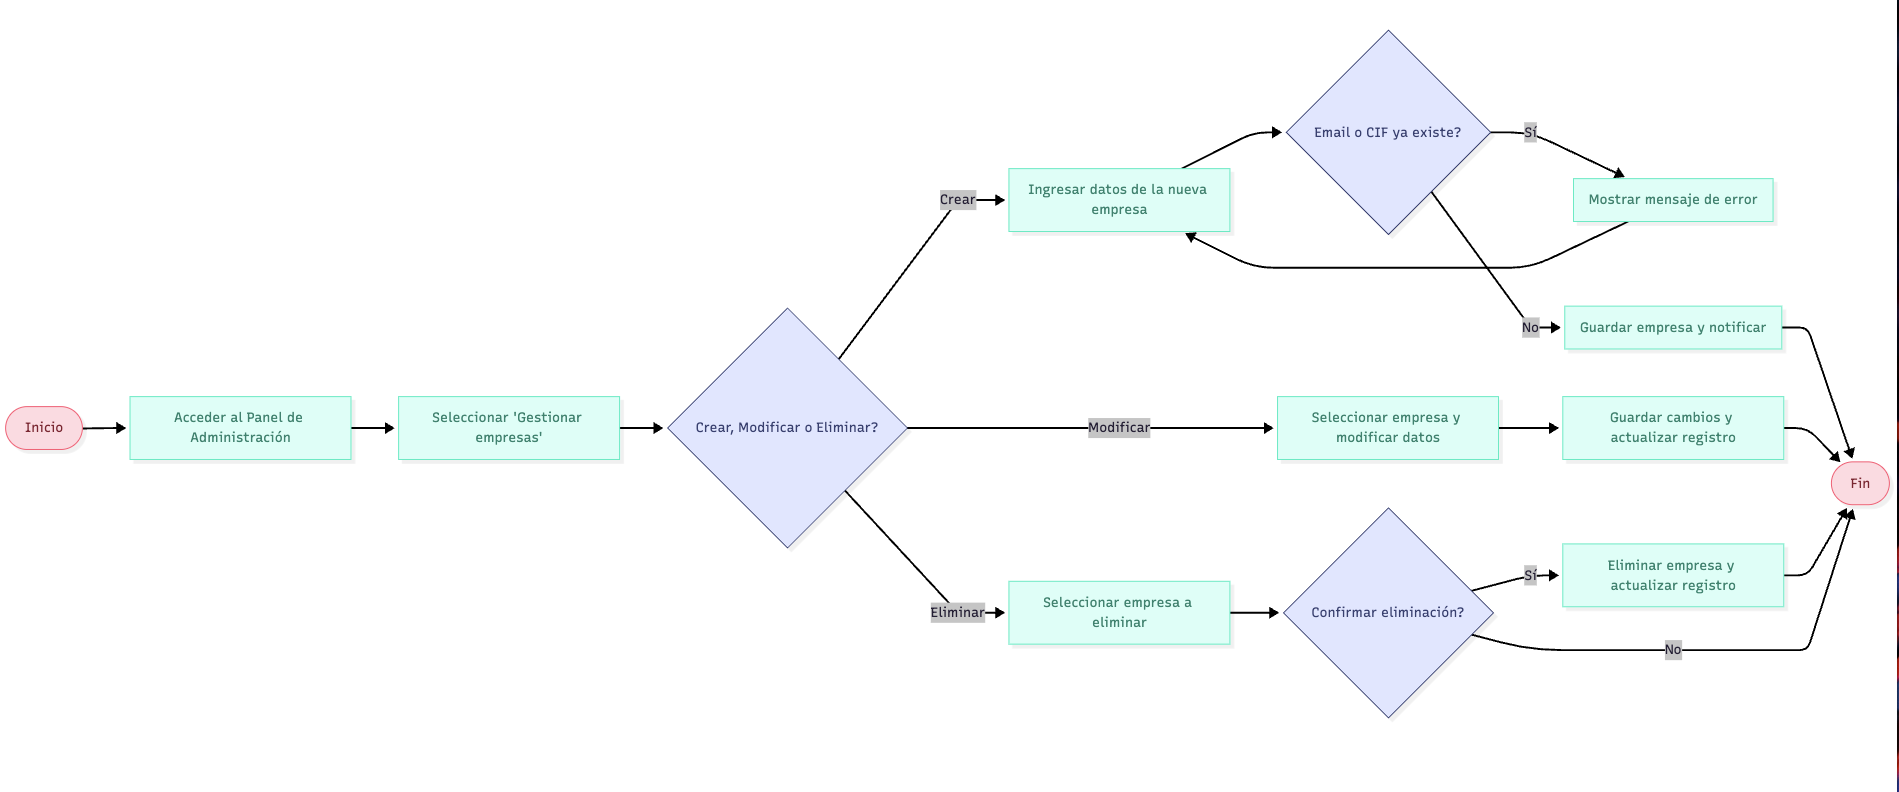 Inicio
Acceder al Panel de
Administración
Seleccionar 'Gestionar
empresas'
Crear, Modificar o Eliminar?
Crear
Ingresar datos de la nueva
empresa
Email o CIF ya existe?
Sí
Mostrar mensaje de error
No
Guardar empresa y notificar
Modificar
Seleccionar empresa y
modificar datos
Guardar cambios y
actualizar registro
Eliminar
Seleccionar empresa a
eliminar
Confirmar eliminación?
Sí
Eliminar empresa y
actualizar registro
No
Fin